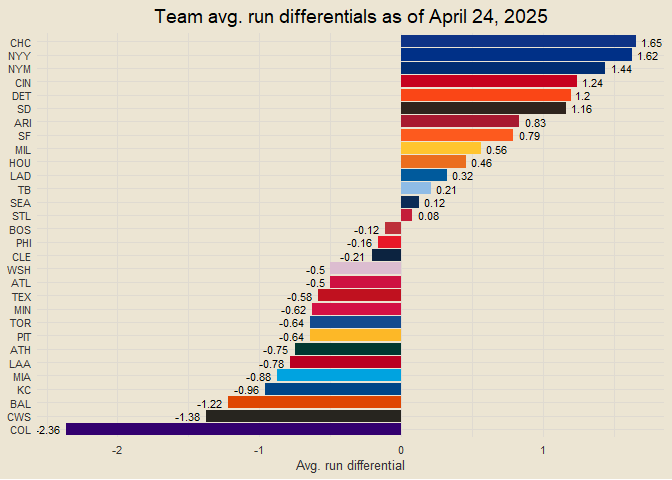 Team avg. run differentials as of April 24, 2025
CHC 1.65
NYY 1.62
NYM 1.44
CIN 1.24
DET 1.2
SD 1.16
ARI 0.83
SF 0.79
MIL 0.56
HOU 0.46
LAD 0.32
TB 0.21
SEA 0.12
STL 0.08
BOS -0.12
PHI -0.16
CLE -0.21
WSH -0.5
ATL -0.5
TEX -0.58
MIN -0.62
TOR -0.64
PIT -0.64
ATH -0.75
LAA -0.78
MIA -0.88
KC -0.96
BAL -1.22
CWS -1.38
COL -2.36
-2 -1 0 1
Avg. run differential